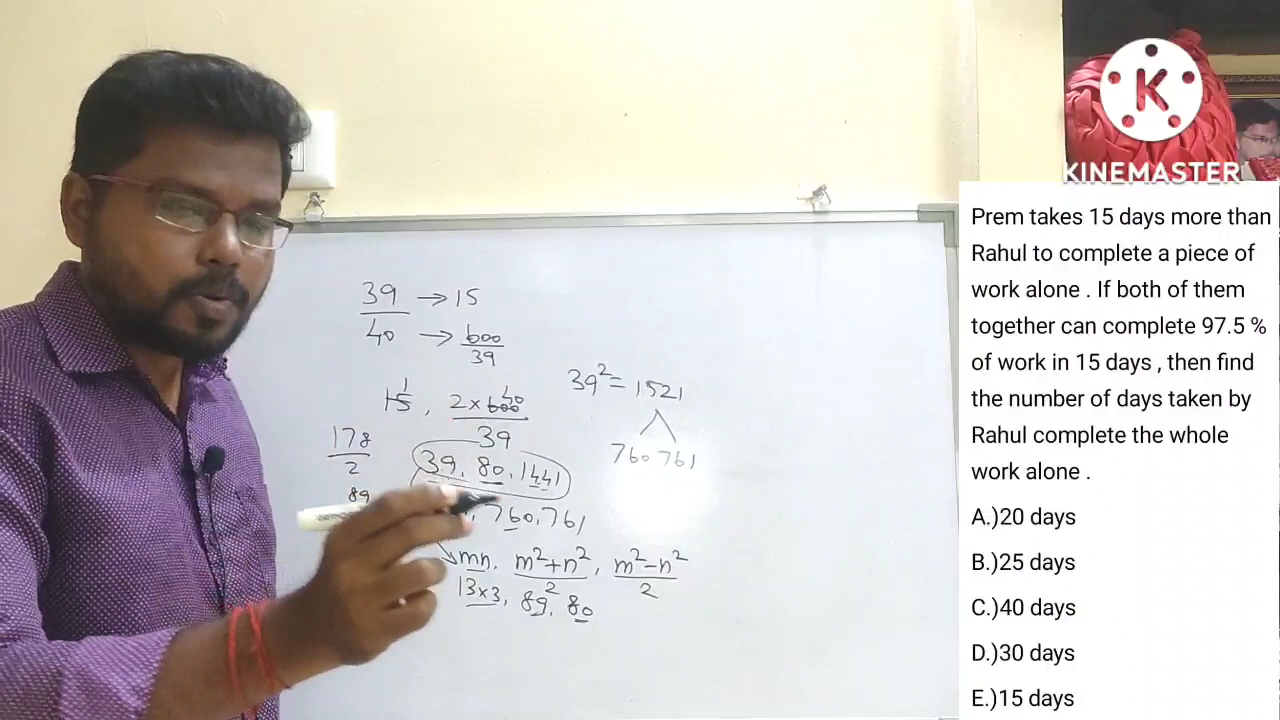 39 → 15
40 → 600
39
15 1, 2×600 40
39
39² = 1521
760 761
178
2
89
39, 80, 1441
, 760, 761
mn, m²+n², m²-n²
2 2
13×3, 89, 80
K
KINEMASTER
Prem takes 15 days more than
Rahul to complete a piece of
work alone . If both of them
together can complete 97.5 %
of work in 15 days , then find
the number of days taken by
Rahul complete the whole
work alone .
A.)20 days
B.)25 days
C.)40 days
D.)30 days
E.)15 days